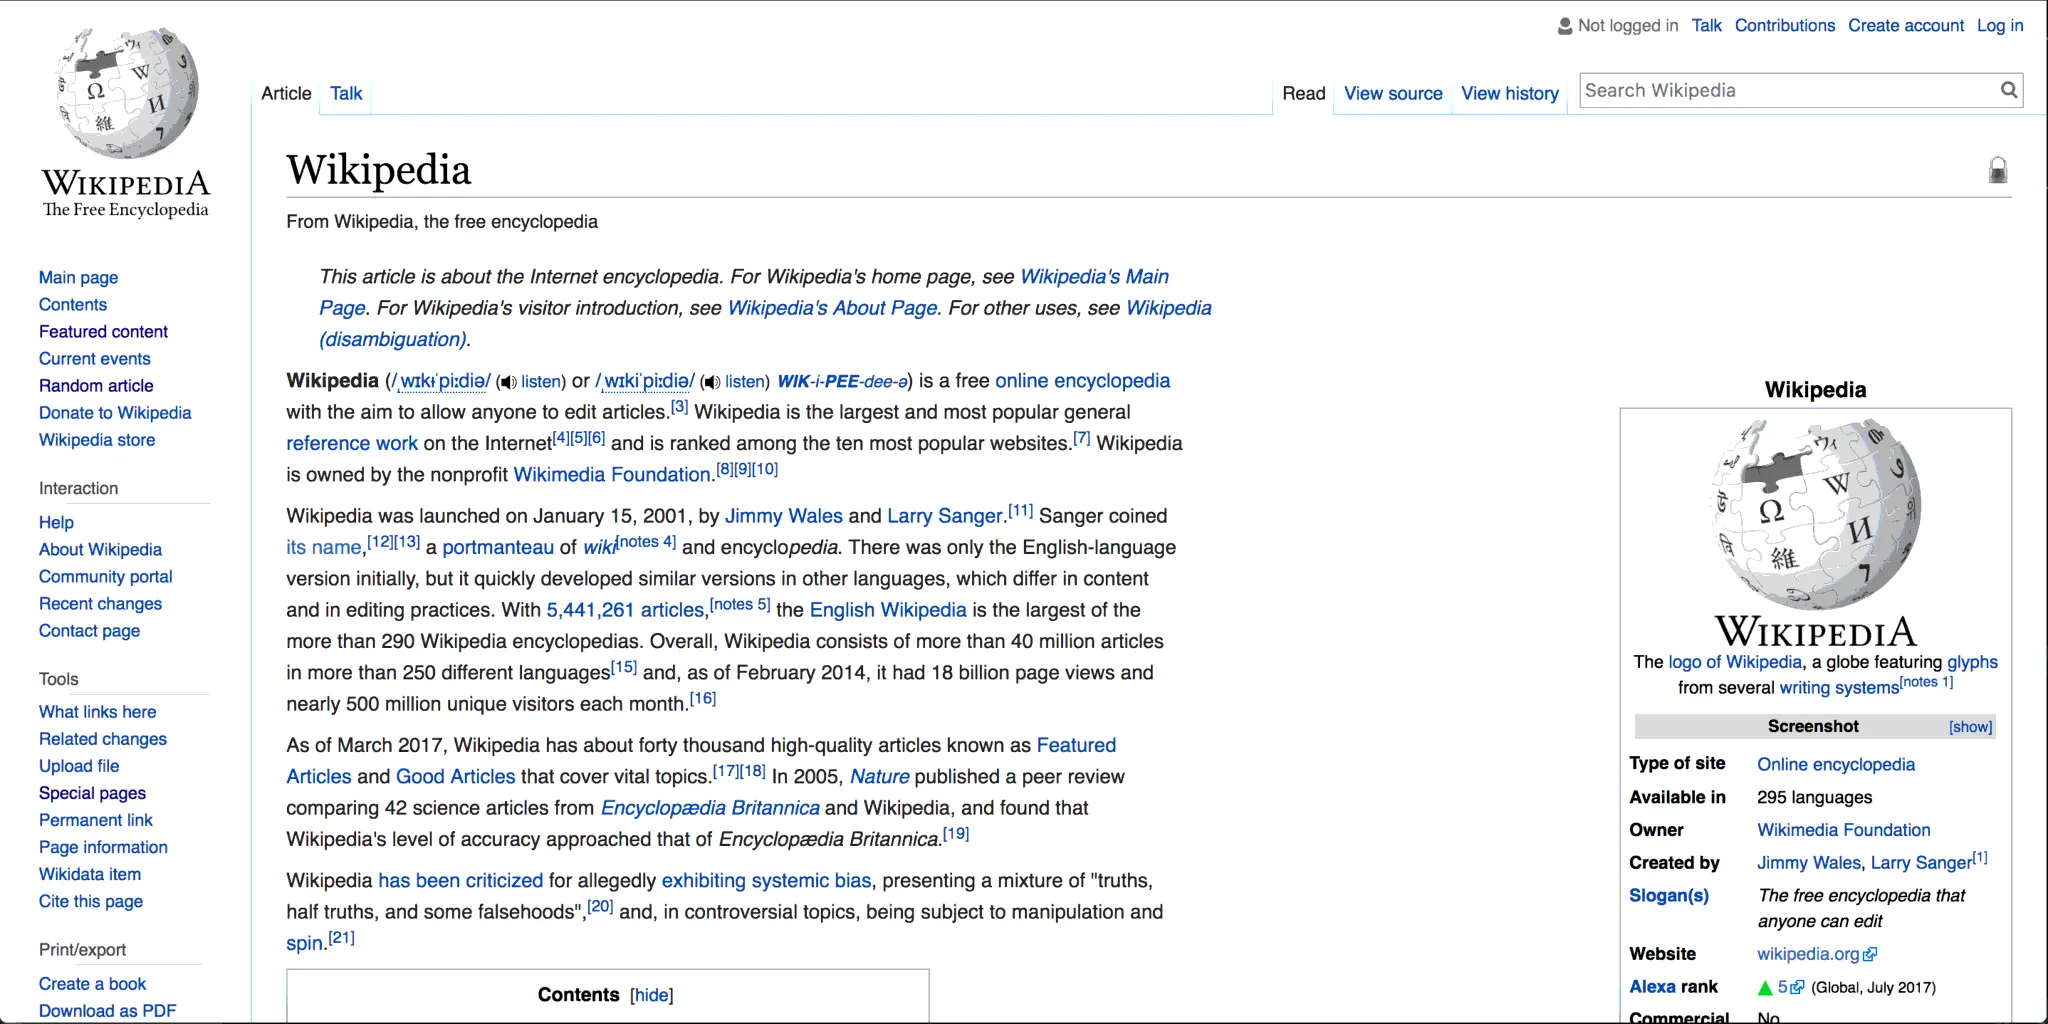 Not logged in Talk Contributions Create account Log in
Article Talk
Read View source View history Search Wikipedia
WIKIPEDIA
The Free Encyclopedia
Main page
Contents
Featured content
Current events
Random article
Donate to Wikipedia
Wikipedia store
Interaction
Help
About Wikipedia
Community portal
Recent changes
Contact page
Tools
What links here
Related changes
Upload file
Special pages
Permanent link
Page information
Wikidata item
Cite this page
Print/export
Create a book
Download as PDF
Wikipedia
From Wikipedia, the free encyclopedia
This article is about the Internet encyclopedia. For Wikipedia's home page, see Wikipedia's Main
Page. For Wikipedia's visitor introduction, see Wikipedia's About Page. For other uses, see Wikipedia
(disambiguation).
Wikipedia (/ˌwɪkɨˈpiːdiə/ (listen) or /ˌwɪkiˈpiːdiə/ (listen) WIK-i-PEE-dee-ə) is a free online encyclopedia
with the aim to allow anyone to edit articles.[3] Wikipedia is the largest and most popular general
reference work on the Internet[4][5][6] and is ranked among the ten most popular websites.[7] Wikipedia
is owned by the nonprofit Wikimedia Foundation.[8][9][10]
Wikipedia was launched on January 15, 2001, by Jimmy Wales and Larry Sanger.[11] Sanger coined
its name,[12][13] a portmanteau of wiki[notes 4] and encyclopedia. There was only the English-language
version initially, but it quickly developed similar versions in other languages, which differ in content
and in editing practices. With 5,441,261 articles,[notes 5] the English Wikipedia is the largest of the
more than 290 Wikipedia encyclopedias. Overall, Wikipedia consists of more than 40 million articles
in more than 250 different languages[15] and, as of February 2014, it had 18 billion page views and
nearly 500 million unique visitors each month.[16]
As of March 2017, Wikipedia has about forty thousand high-quality articles known as Featured
Articles and Good Articles that cover vital topics.[17][18] In 2005, Nature published a peer review
comparing 42 science articles from Encyclopædia Britannica and Wikipedia, and found that
Wikipedia's level of accuracy approached that of Encyclopædia Britannica.[19]
Wikipedia has been criticized for allegedly exhibiting systemic bias, presenting a mixture of "truths,
half truths, and some falsehoods",[20] and, in controversial topics, being subject to manipulation and
spin.[21]
Contents [hide]
Wikipedia
WIKIPEDIA
The logo of Wikipedia, a globe featuring glyphs
from several writing systems[notes 1]
Screenshot [show]
Type of site Online encyclopedia
Available in 295 languages
Owner Wikimedia Foundation
Created by Jimmy Wales, Larry Sanger[1]
Slogan(s) The free encyclopedia that
anyone can edit
Website wikipedia.org
Alexa rank 5 (Global, July 2017)
Commercial No